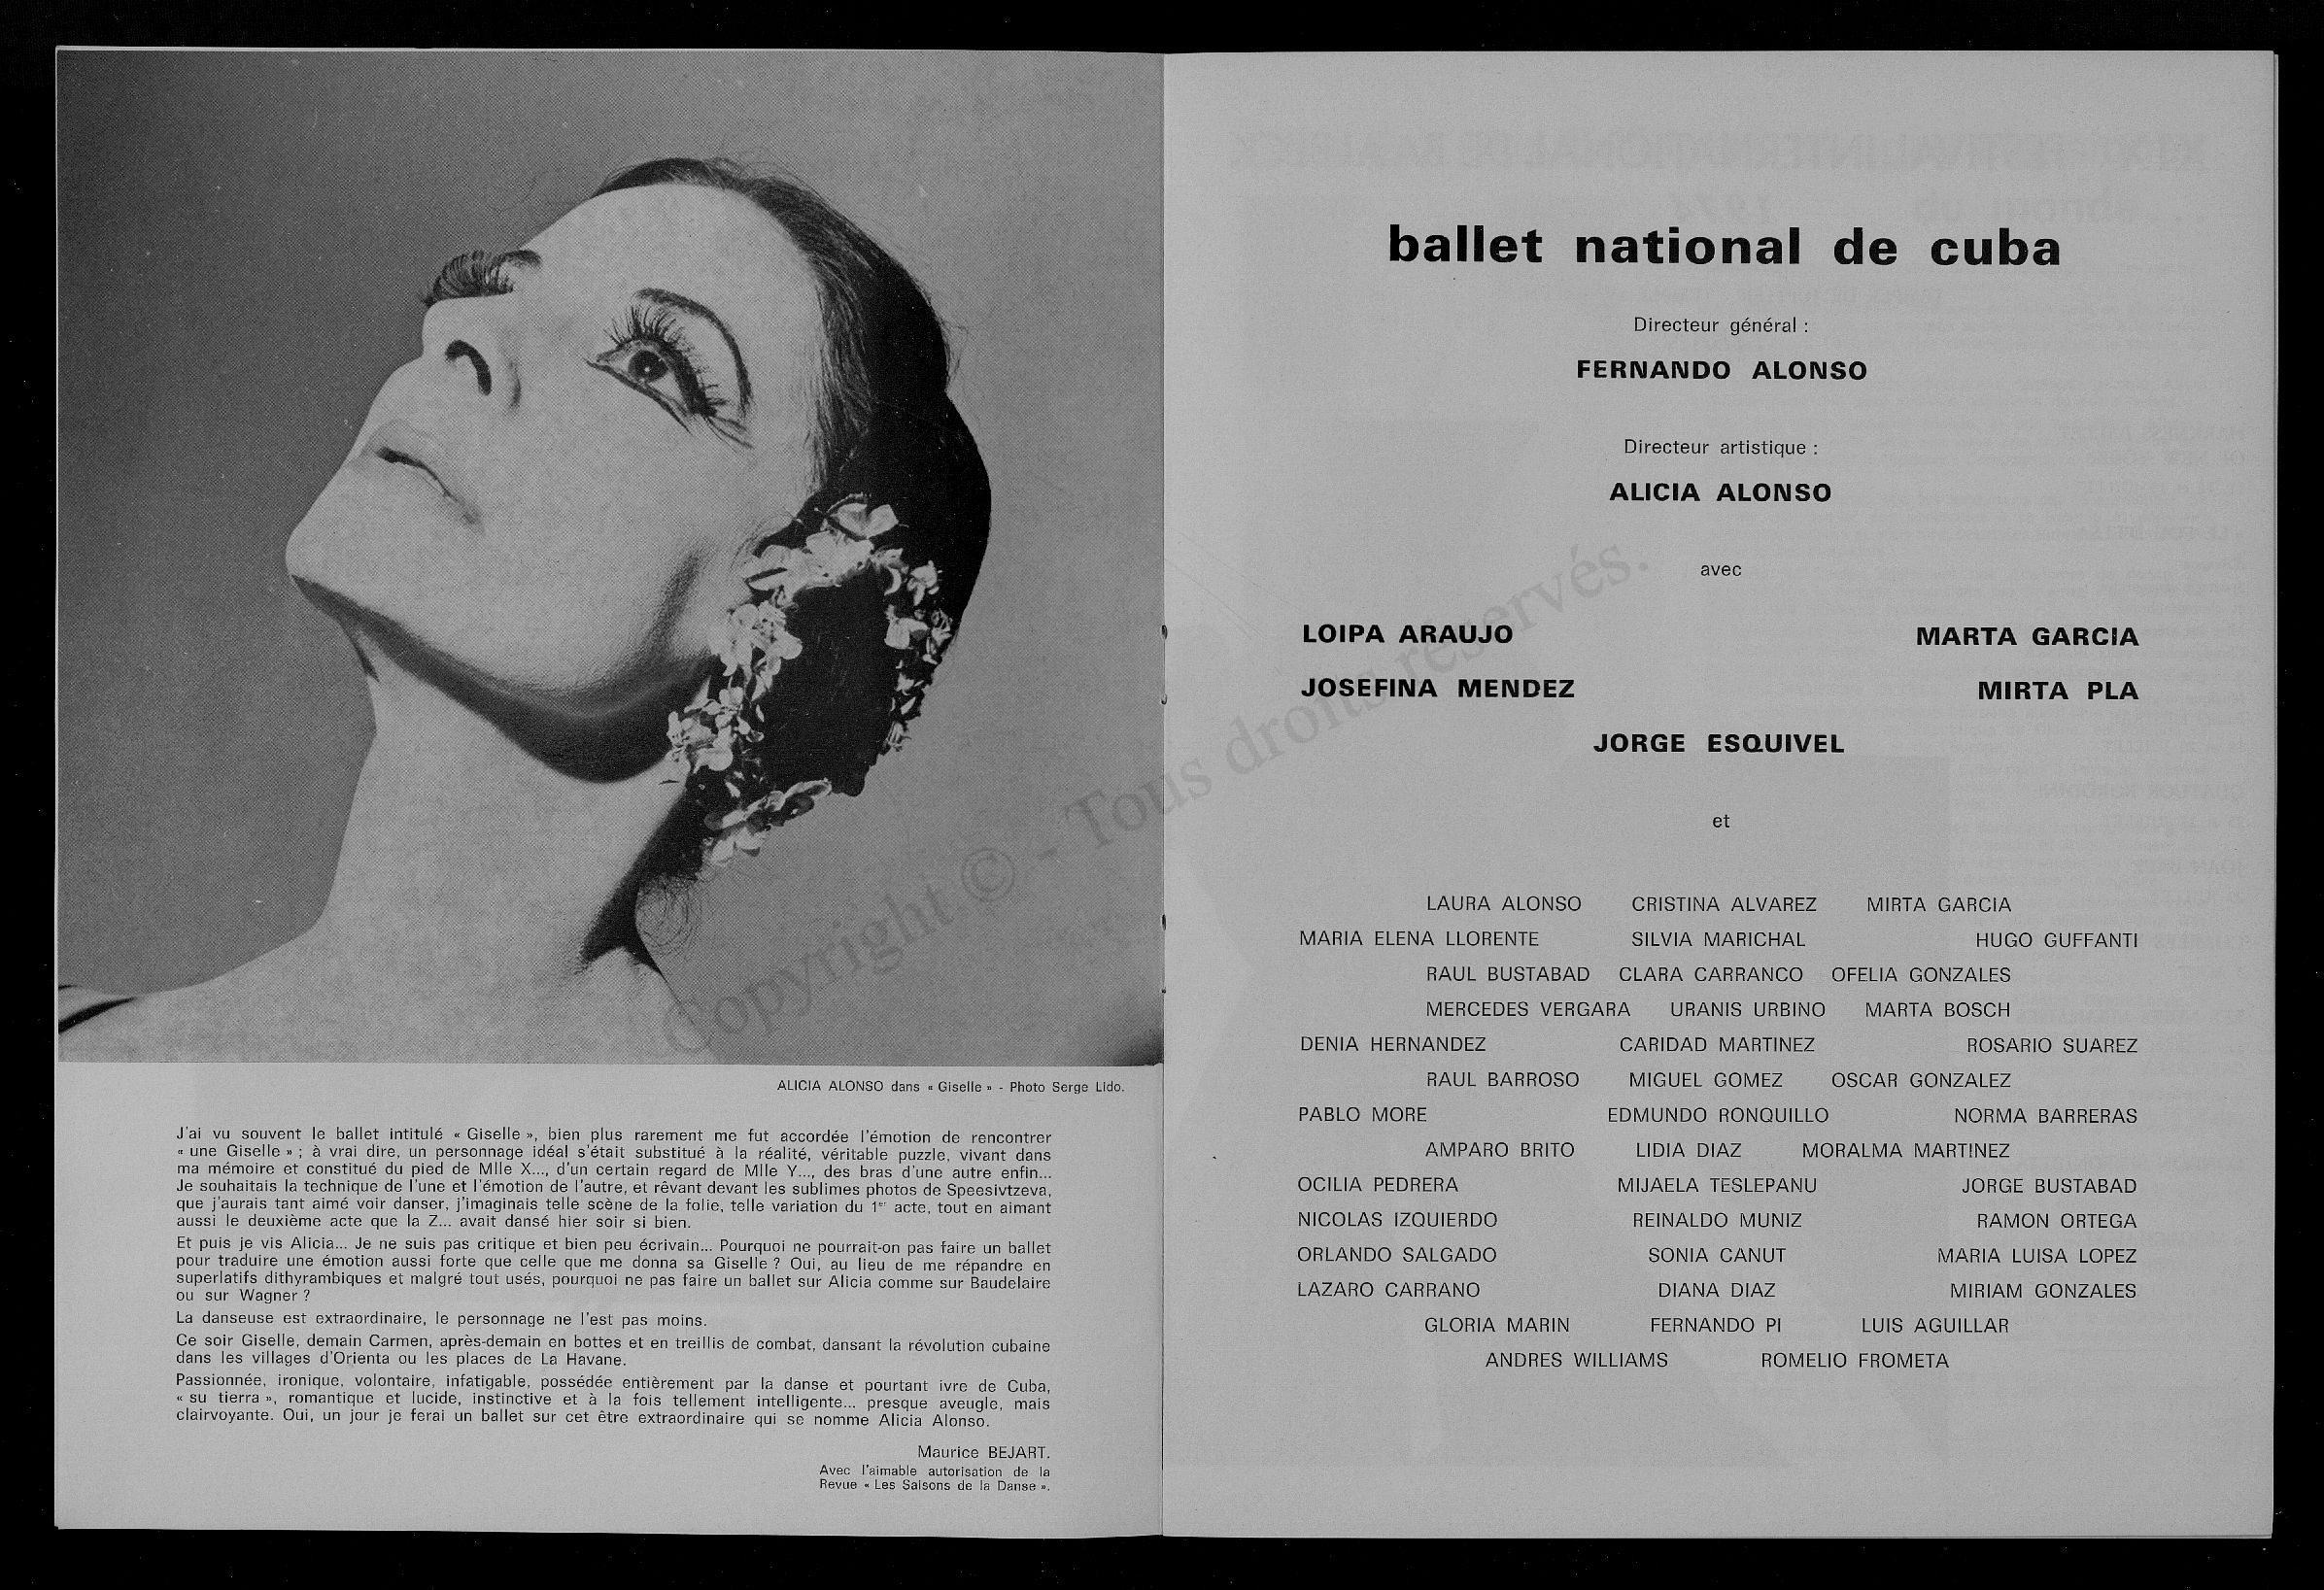 ALICIA ALONSO dans « Giselle » - Photo Serge Lido.
J'ai vu souvent le ballet intitulé « Giselle », bien plus rarement me fut accordée l'émotion de rencontrer
« une Giselle » ; à vrai dire, un personnage idéal s'était substitué à la réalité, véritable puzzle, vivant dans
ma mémoire et constitué du pied de Mlle X..., d'un certain regard de Mlle Y..., des bras d'une autre enfin...
Je souhaitais la technique de l'une et l'émotion de l'autre, et rêvant devant les sublimes photos de Speesivtzeva,
que j'aurais tant aimé voir danser, j'imaginais telle scène de la folie, telle variation du 1er acte, tout en aimant
aussi le deuxième acte que la Z... avait dansé hier soir si bien.
Et puis je vis Alicia... Je ne suis pas critique et bien peu écrivain... Pourquoi ne pourrait-on pas faire un ballet
pour traduire une émotion aussi forte que celle que me donna sa Giselle ? Oui, au lieu de me répandre en
superlatifs dithyrambiques et malgré tout usés, pourquoi ne pas faire un ballet sur Alicia comme sur Baudelaire
ou sur Wagner ?
La danseuse est extraordinaire, le personnage ne l'est pas moins.
Ce soir Giselle, demain Carmen, après-demain en bottes et en treillis de combat, dansant la révolution cubaine
dans les villages d'Orienta ou les places de La Havane.
Passionnée, ironique, volontaire, infatigable, possédée entièrement par la danse et pourtant ivre de Cuba,
« su tierra », romantique et lucide, instinctive et à la fois tellement intelligente... presque aveugle, mais
clairvoyante. Oui, un jour je ferai un ballet sur cet être extraordinaire qui se nomme Alicia Alonso.
Maurice BEJART.
Avec l'aimable autorisation de la
Revue « Les Saisons de la Danse ».
ballet national de cuba
Directeur général :
FERNANDO ALONSO
Directeur artistique :
ALICIA ALONSO
avec
LOIPA ARAUJO MARTA GARCIA
JOSEFINA MENDEZ MIRTA PLA
JORGE ESQUIVEL
et
LAURA ALONSO CRISTINA ALVAREZ MIRTA GARCIA
MARIA ELENA LLORENTE SILVIA MARICHAL HUGO GUFFANTI
RAUL BUSTABAD CLARA CARRANCO OFELIA GONZALES
MERCEDES VERGARA URANIS URBINO MARTA BOSCH
DENIA HERNANDEZ CARIDAD MARTINEZ ROSARIO SUAREZ
RAUL BARROSO MIGUEL GOMEZ OSCAR GONZALEZ
PABLO MORE EDMUNDO RONQUILLO NORMA BARRERAS
AMPARO BRITO LIDIA DIAZ MORALMA MARTINEZ
OCILIA PEDRERA MIJAELA TESLEPANU JORGE BUSTABAD
NICOLAS IZQUIERDO REINALDO MUNIZ RAMON ORTEGA
ORLANDO SALGADO SONIA CANUT MARIA LUISA LOPEZ
LAZARO CARRANO DIANA DIAZ MIRIAM GONZALES
GLORIA MARIN FERNANDO PI LUIS AGUILLAR
ANDRES WILLIAMS ROMELIO FROMETA
Copyright © - Tous droits réservés.